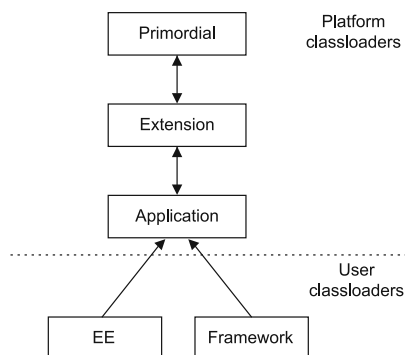 Primordial
Platform
classloaders
Extension
Application
User
classloaders
EE
Framework